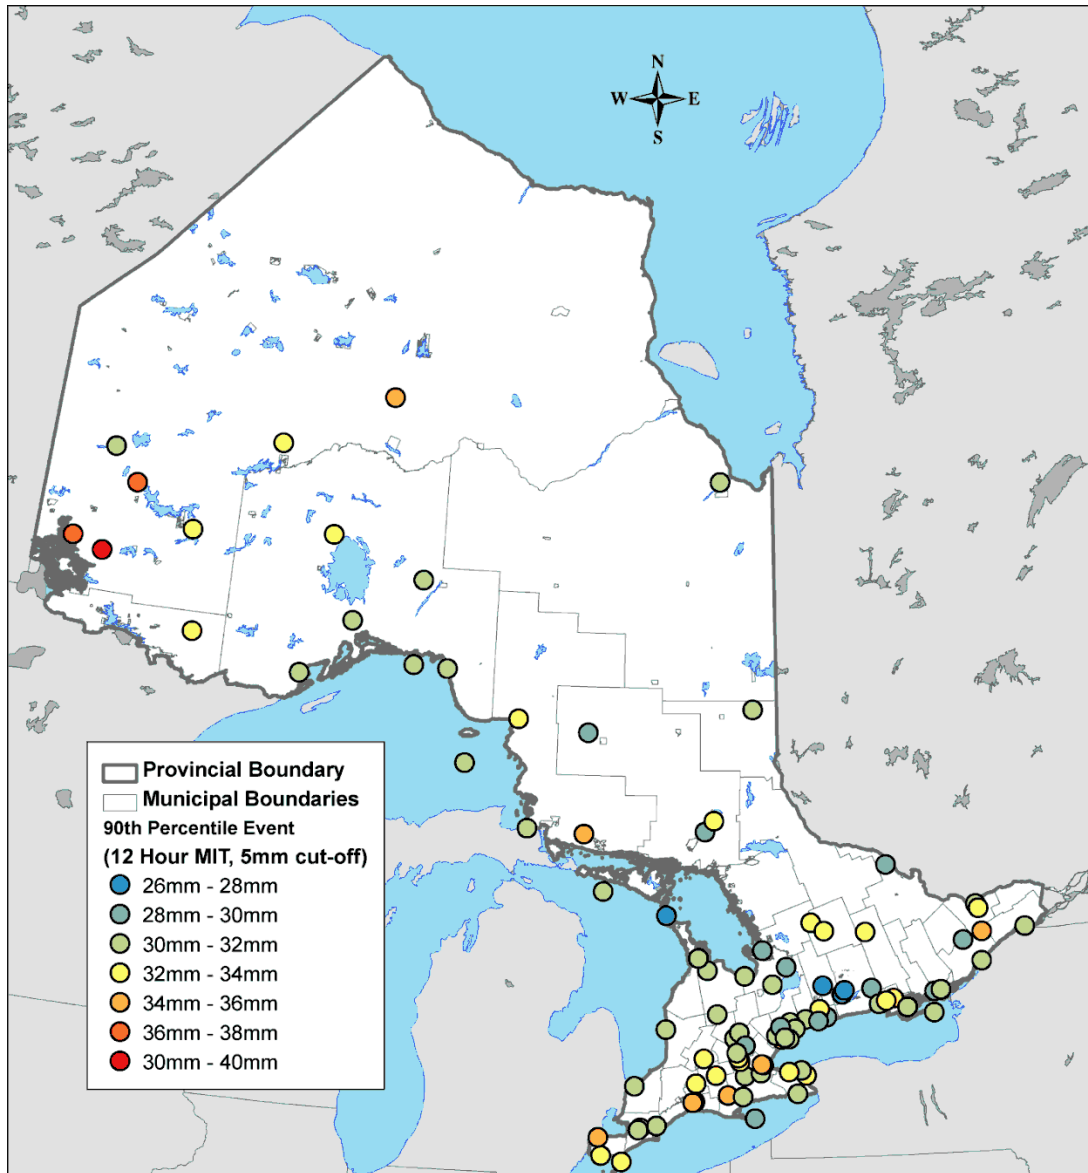 N
W E
S
Provincial Boundary
Municipal Boundaries
90th Percentile Event
(12 Hour MIT, 5mm cut-off)
26mm - 28mm
28mm - 30mm
30mm - 32mm
32mm - 34mm
34mm - 36mm
36mm - 38mm
30mm - 40mm